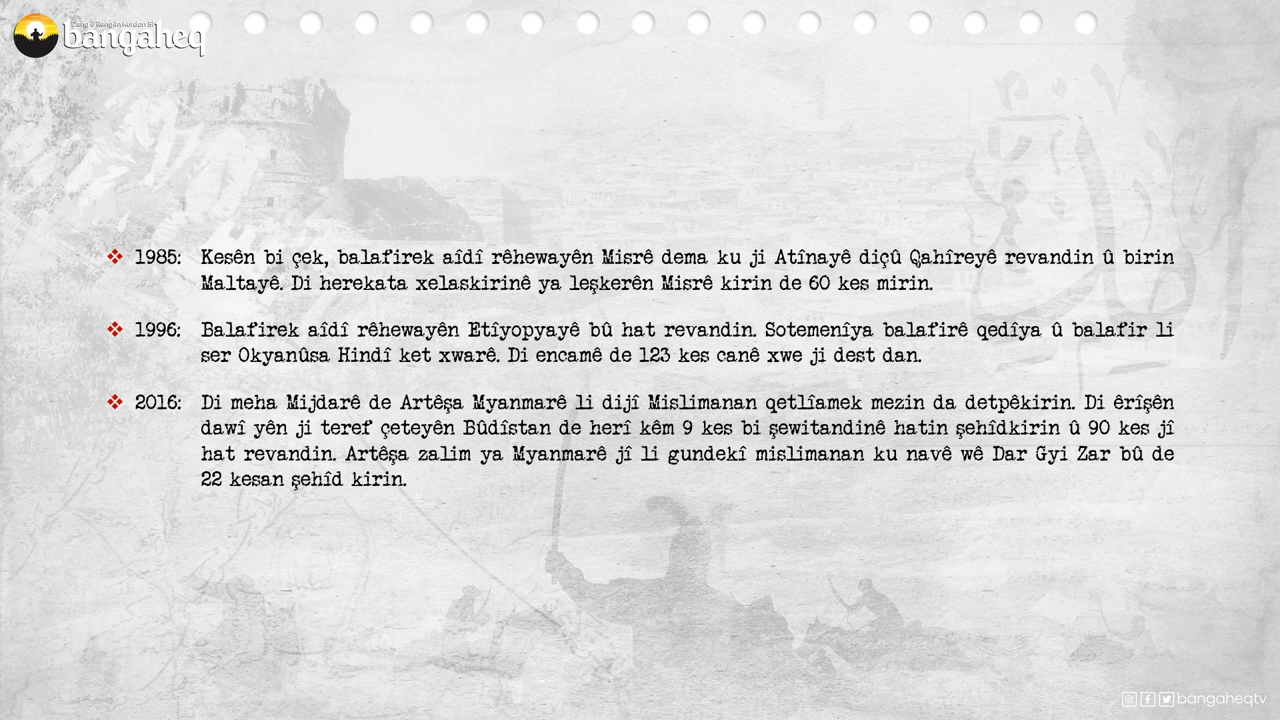 Deng û Rengên Kurdan Bi
bangaheq
❖ 1985: Kesên bi çek, balafirek aîdî rêhewayên Misrê dema ku ji Atînayê diçû Qahîreyê revandin û birin
Maltayê. Di herekata xelaskirinê ya leşkerên Misrê kirin de 60 kes mirin.
❖ 1996: Balafirek aîdî rêhewayên Etîyopyayê bû hat revandin. Sotemenîya balafirê qedîya û balafir li
ser Okyanûsa Hindî ket xwarê. Di encamê de 123 kes canê xwe ji dest dan.
❖ 2016: Di meha Mijdarê de Artêşa Myanmarê li dijî Mislimanan qetlîamek mezin da detpêkirin. Di êrîşên
dawî yên ji teref çeteyên Bûdîstan de herî kêm 9 kes bi şewitandinê hatin şehîdkirin û 90 kes jî
hat revandin. Artêşa zalim ya Myanmarê jî li gundekî mislimanan ku navê wê Dar Gyi Zar bû de
22 kesan şehîd kirin.
bangaheqtv